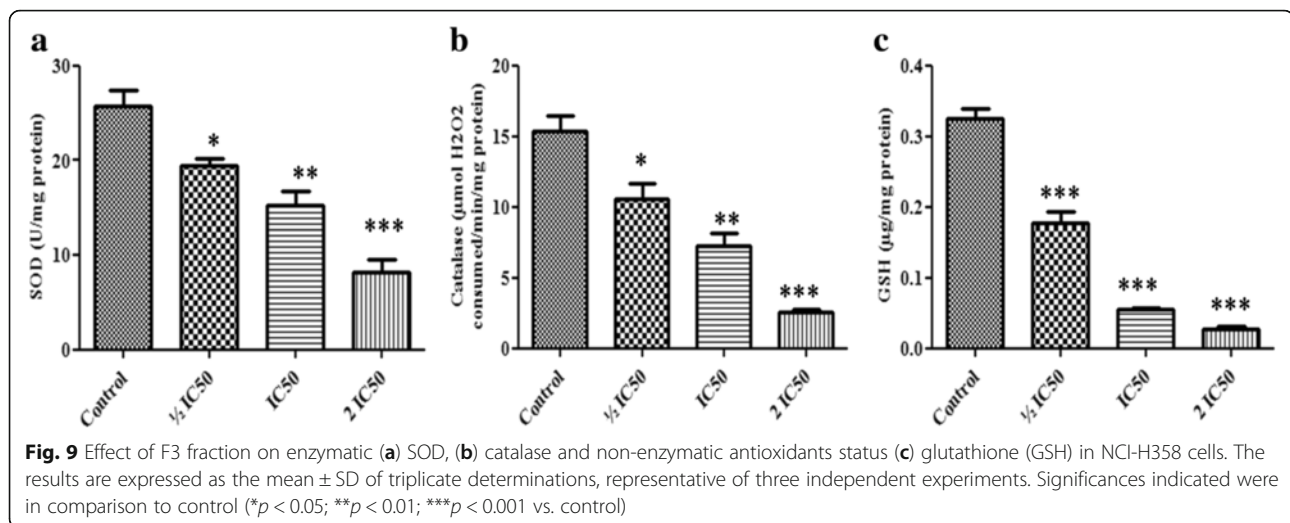 a
SOD (U/mg protein)
30
20
10
0
*
**
***
Control
½ IC50
IC50
2 IC50
b
Catalase (μmol H2O2
consumed/min/mg protein)
20
15
10
5
0
*
**
***
Control
½ IC50
IC50
2 IC50
c
GSH (μg/mg protein)
0.4
0.3
0.2
0.1
0.0
***
***
***
Control
½ IC50
IC50
2 IC50
Fig. 9 Effect of F3 fraction on enzymatic (a) SOD, (b) catalase and non-enzymatic antioxidants status (c) glutathione (GSH) in NCI-H358 cells. The
results are expressed as the mean ± SD of triplicate determinations, representative of three independent experiments. Significances indicated were
in comparison to control (*p < 0.05; **p < 0.01; ***p < 0.001 vs. control)